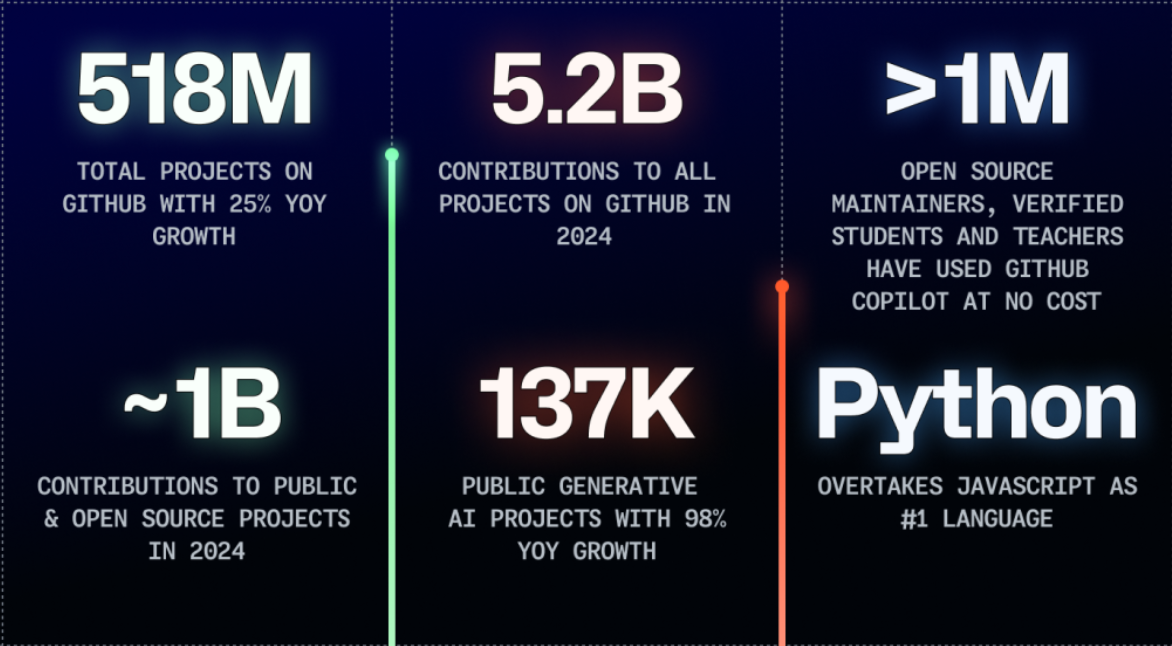 518M
TOTAL PROJECTS ON
GITHUB WITH 25% YOY
GROWTH
5.2B
CONTRIBUTIONS TO ALL
PROJECTS ON GITHUB IN
2024
>1M
OPEN SOURCE
MAINTAINERS, VERIFIED
STUDENTS AND TEACHERS
HAVE USED GITHUB
COPILOT AT NO COST
~1B
CONTRIBUTIONS TO PUBLIC
& OPEN SOURCE PROJECTS
IN 2024
137K
PUBLIC GENERATIVE
AI PROJECTS WITH 98%
YOY GROWTH
Python
OVERTAKES JAVASCRIPT AS
#1 LANGUAGE